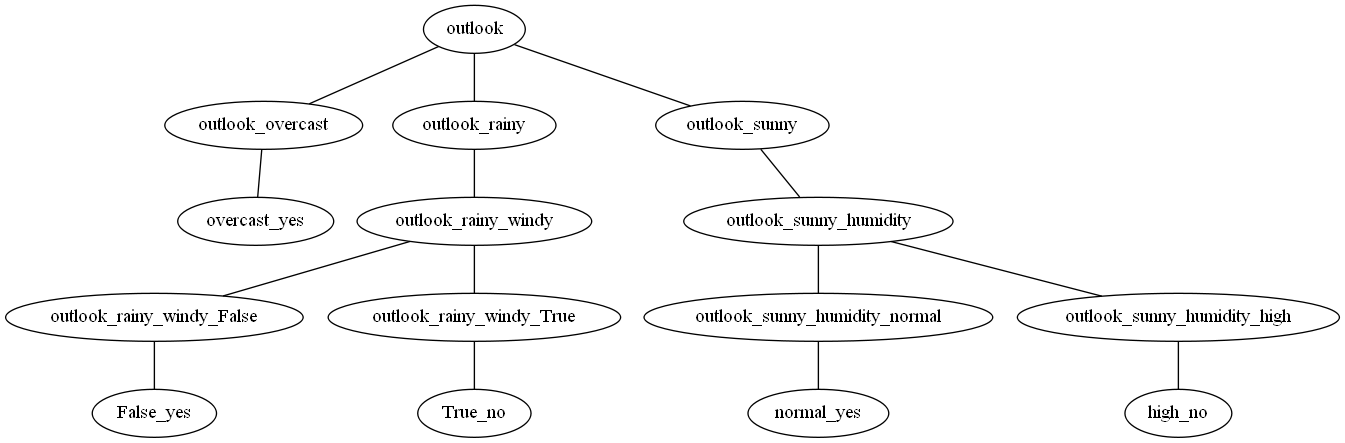 outlook
outlook_overcast
outlook_rainy
outlook_sunny
overcast_yes
outlook_rainy_windy
outlook_sunny_humidity
outlook_rainy_windy_False
outlook_rainy_windy_True
outlook_sunny_humidity_normal
outlook_sunny_humidity_high
False_yes
True_no
normal_yes
high_no